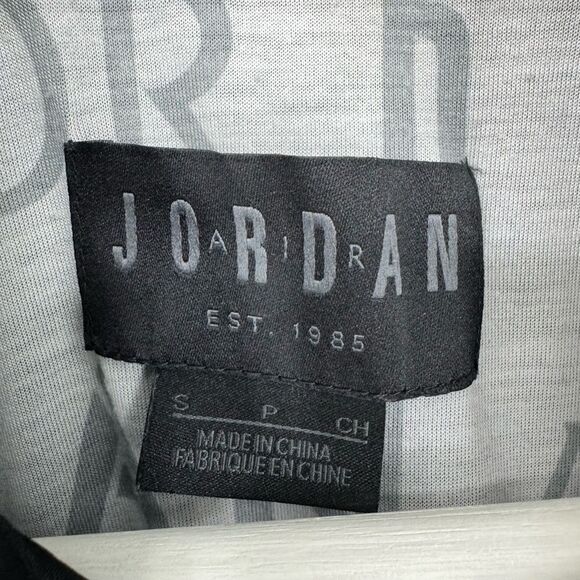 JORDAN
AIR
EST. 1985
S P CH
MADE IN CHINA
FABRIQUE EN CHINE